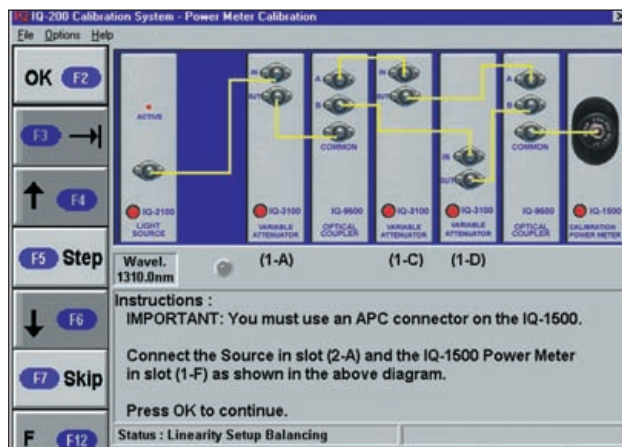 IQ-200 Calibration System - Power Meter Calibration
File Options Help
OK F2
F3
F4
F5 Step
F6
F7 Skip
F F12
ACTIVE
IQ-2100
LIGHT
SOURCE
IN
OUT
IQ-3100
VARIABLE
ATTENUATOR
A
B
COMMON
IQ-9600
OPTICAL
COUPLER
IN
OUT
IQ-3100
VARIABLE
ATTENUATOR
IN
OUT
IQ-3100
VARIABLE
ATTENUATOR
A
B
COMMON
IQ-9600
OPTICAL
COUPLER
IQ-1500
CALIBRATION
POWER METER
Wavel.
1310.0nm
(1-A) (1-C) (1-D)
Instructions :
IMPORTANT: You must use an APC connector on the IQ-1500.
Connect the Source in slot (2-A) and the IQ-1500 Power Meter
in slot (1-F) as shown in the above diagram.
Press OK to continue.
Status : Linearity Setup Balancing